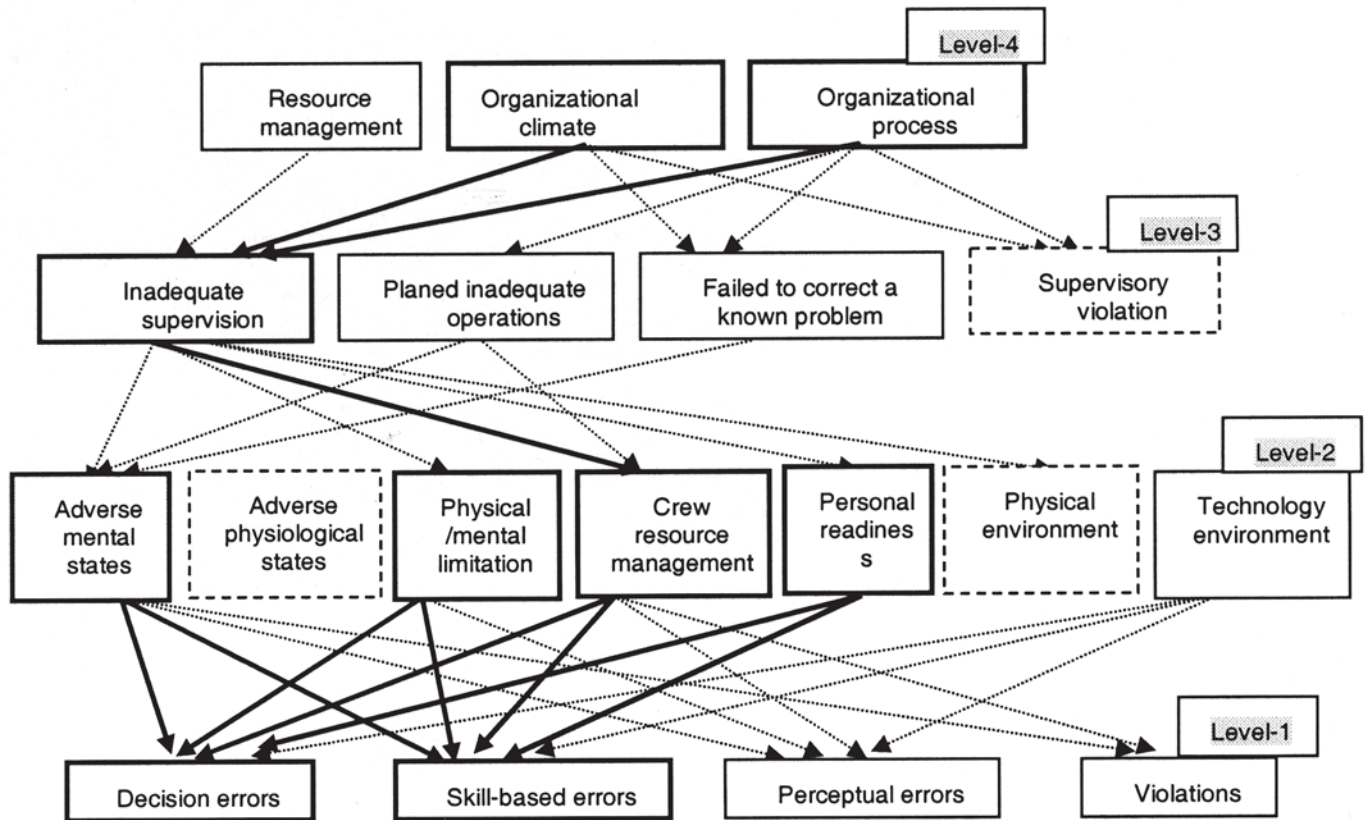 Level-4
Resource
management
Organizational
climate
Organizational
process
Level-3
Inadequate
supervision
Planed inadequate
operations
Failed to correct a
known problem
Supervisory
violation
Level-2
Adverse
mental
states
Adverse
physiological
states
Physical
/mental
limitation
Crew
resource
management
Personal
readines
s
Physical
environment
Technology
environment
Level-1
Decision errors
Skill-based errors
Perceptual errors
Violations